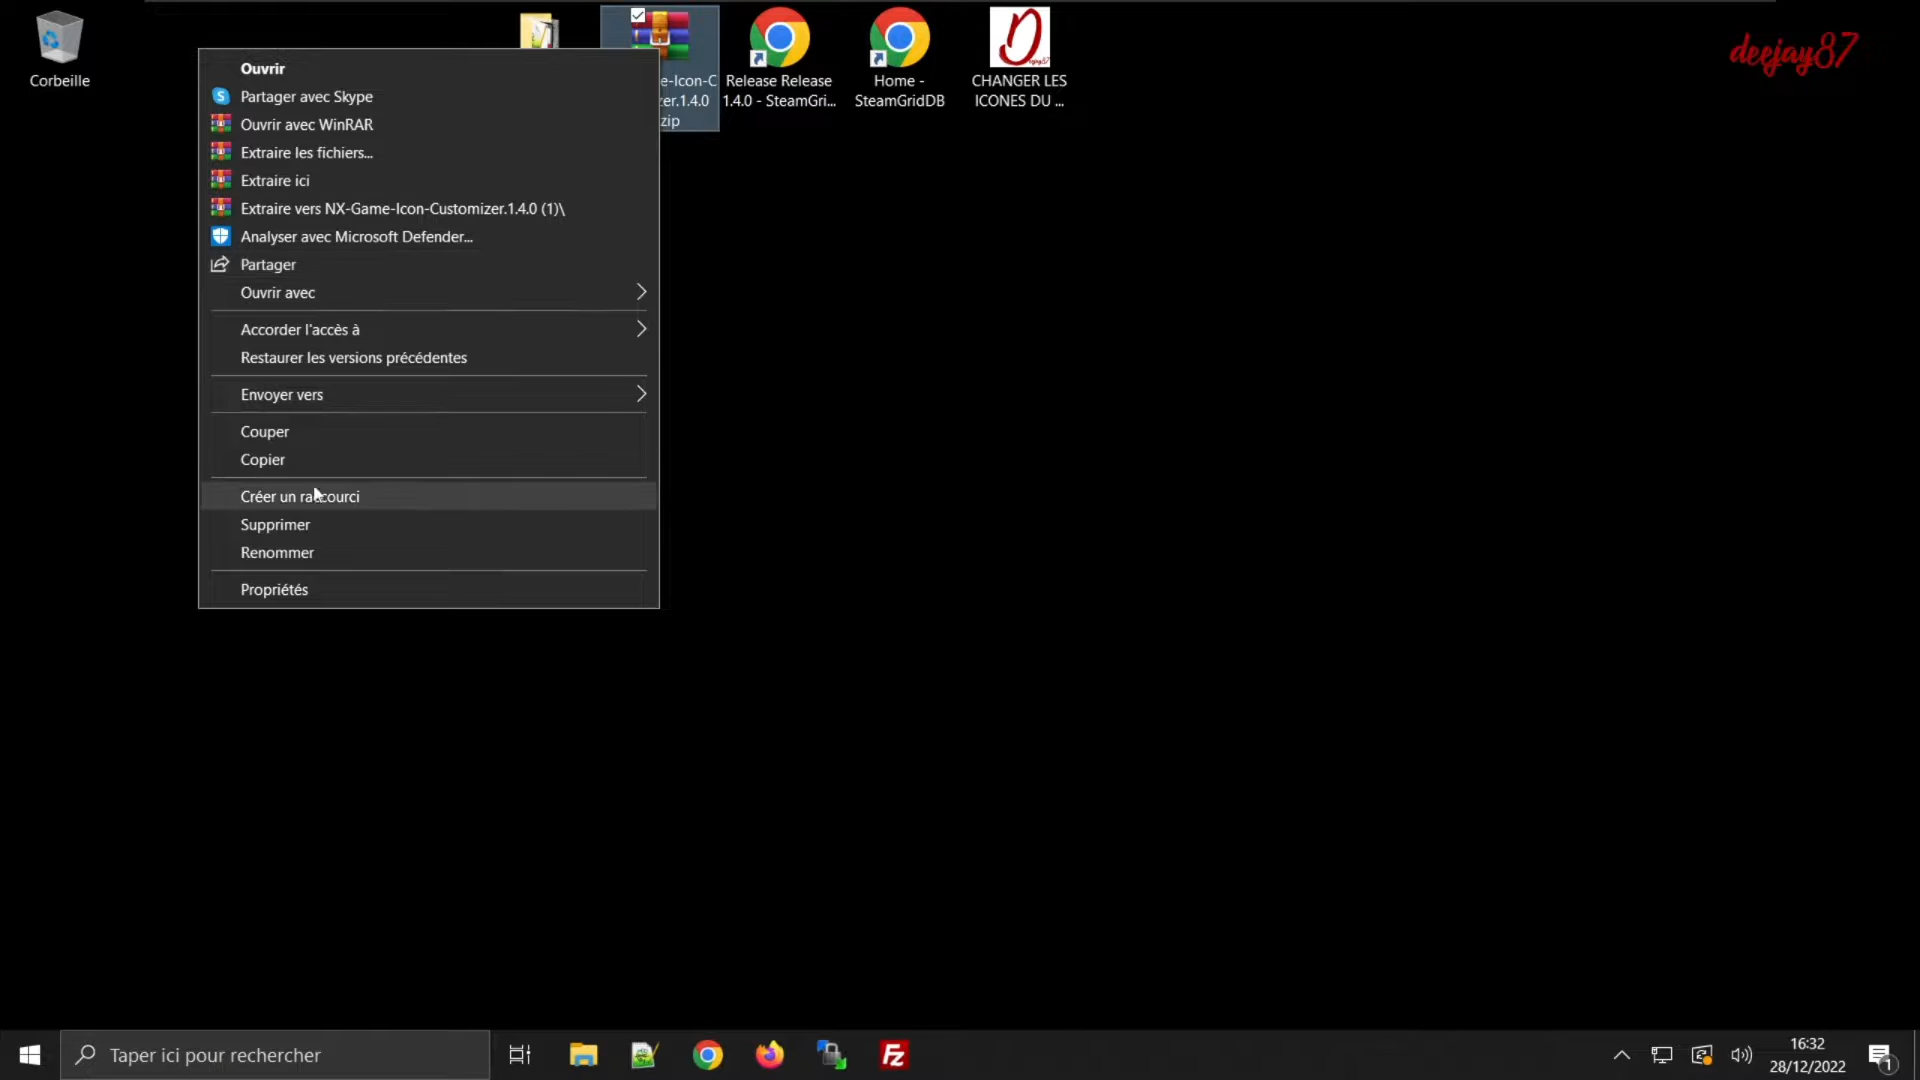 Corbeille
e-Icon-C
zer.1.4.0
zip
Release Release
1.4.0 - SteamGri...
Home -
SteamGridDB
D
CHANGER LES
ICONES DU ...
deejay87
Ouvrir
S
Partager avec Skype
Ouvrir avec WinRAR
Extraire les fichiers...
Extraire ici
Extraire vers NX-Game-Icon-Customizer.1.4.0 (1)\
Analyser avec Microsoft Defender...
Partager
Ouvrir avec
Accorder l'accès à
Restaurer les versions précédentes
Envoyer vers
Couper
Copier
Créer un raccourci
Supprimer
Renommer
Propriétés
Taper ici pour rechercher
FZ
16:32
28/12/2022
1